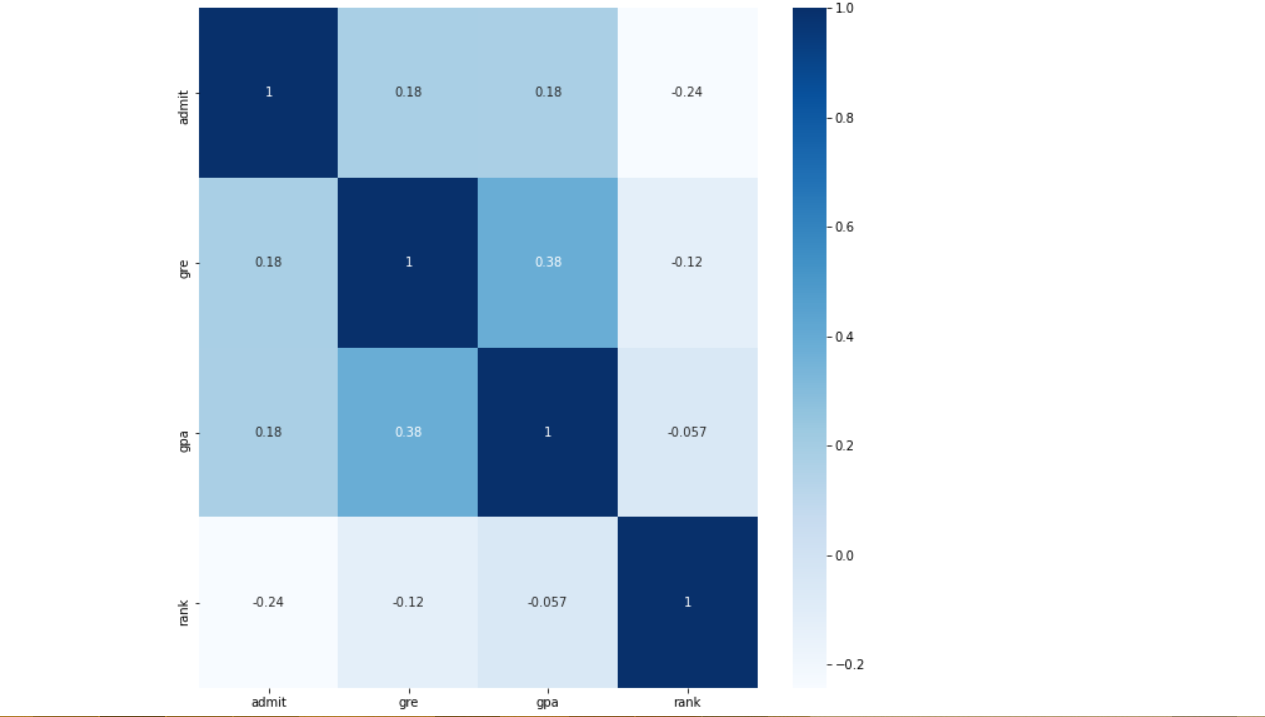 admit 1 0.18 0.18 -0.24
gre 0.18 1 0.38 -0.12
gpa 0.18 0.38 1 -0.057
rank -0.24 -0.12 -0.057 1
admit gre gpa rank
1.0
0.8
0.6
0.4
0.2
0.0
−0.2